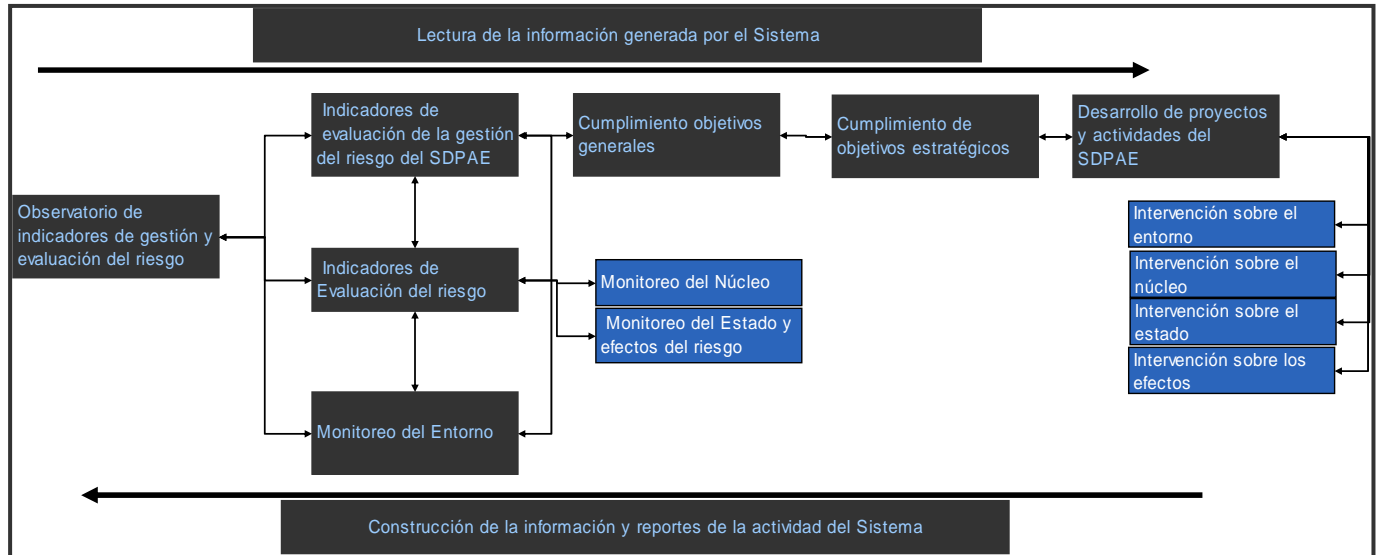 Lectura de la información generada por el Sistema
Indicadores de
evaluación de la gestión
del riesgo del SDPAE
Cumplimiento objetivos
generales
Cumplimiento de
objetivos estratégicos
Desarrollo de proyectos
y actividades del
SDPAE
Observatorio de
indicadores de gestión y
evaluación del riesgo
Indicadores de
Evaluación del riesgo
Monitoreo del Núcleo
Monitoreo del Estado y
efectos del riesgo
Intervención sobre el
entorno
Intervención sobre el
núcleo
Intervención sobre el
estado
Intervención sobre los
efectos
Monitoreo del Entorno
Construcción de la información y reportes de la actividad del Sistema